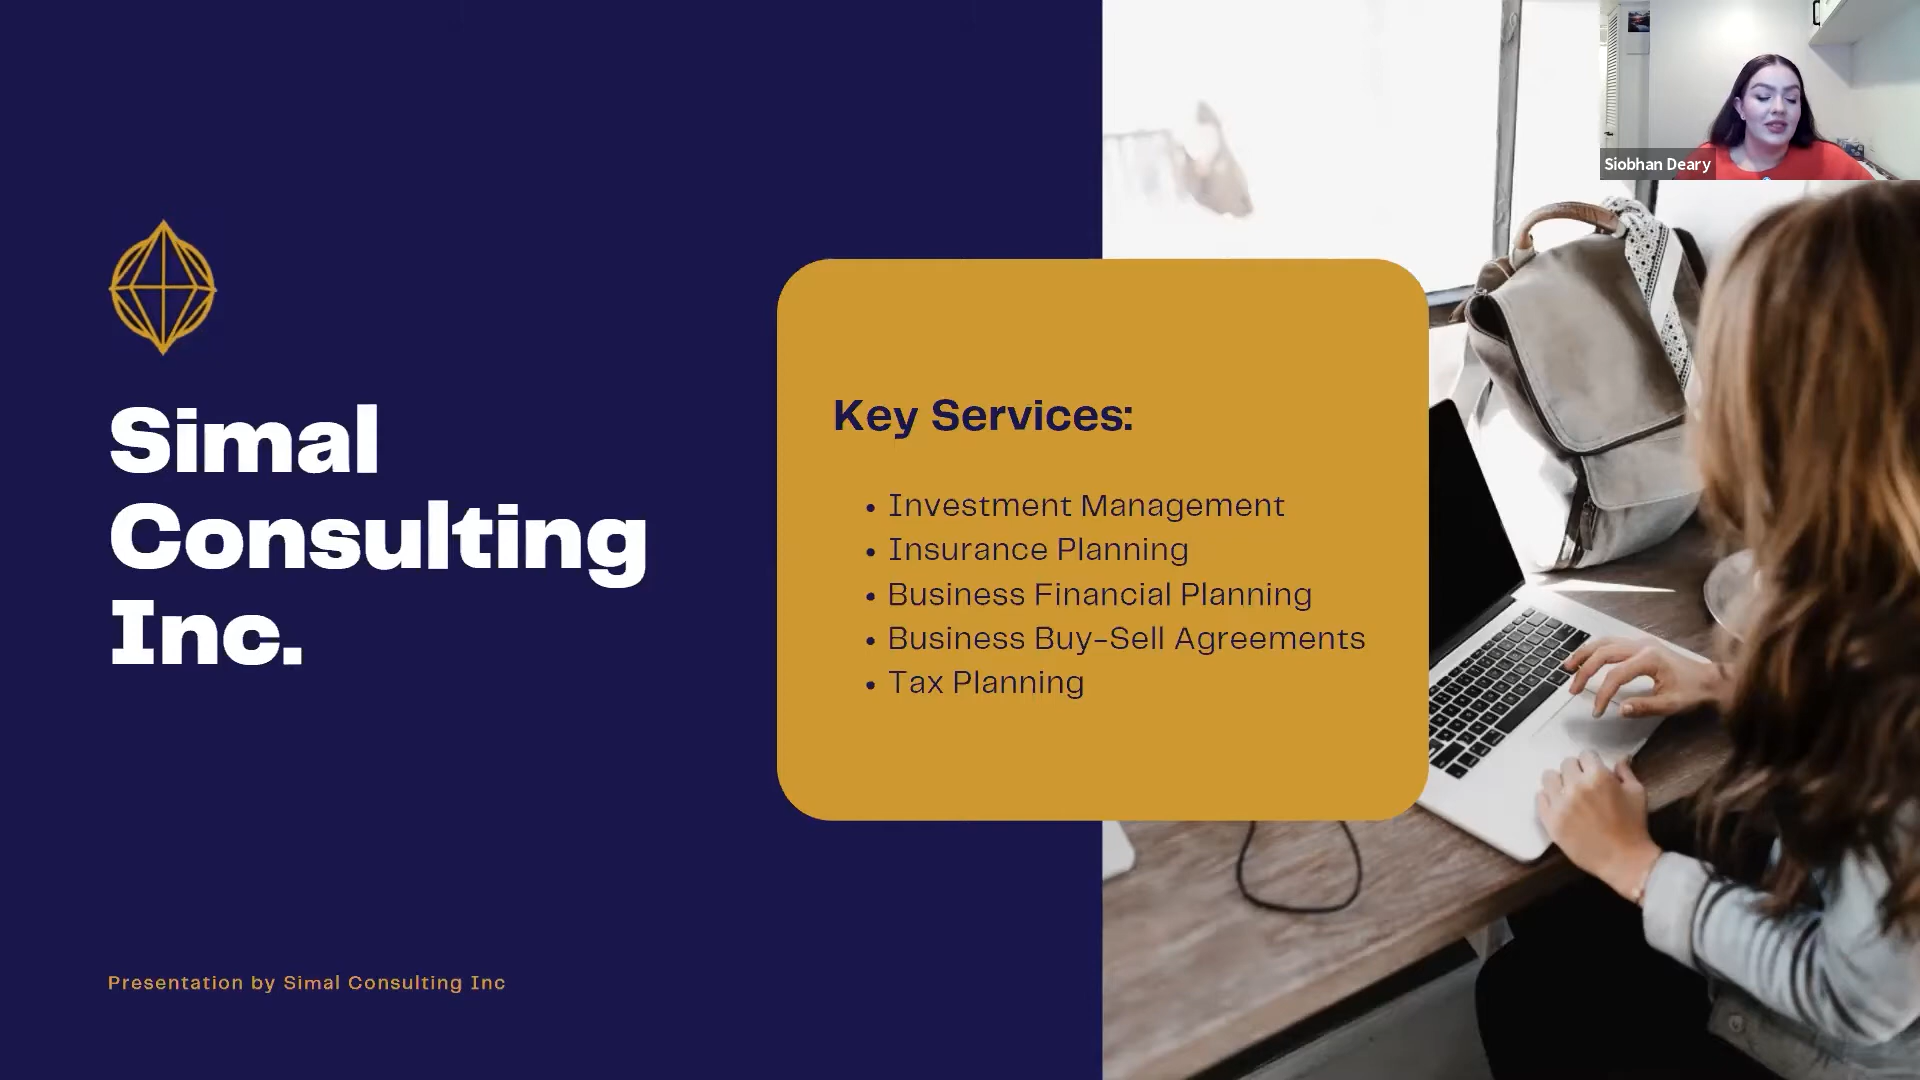 Siobhan Deary
Simal
Consulting
Inc.
Key Services:
• Investment Management
• Insurance Planning
• Business Financial Planning
• Business Buy-Sell Agreements
• Tax Planning
Presentation by Simal Consulting Inc